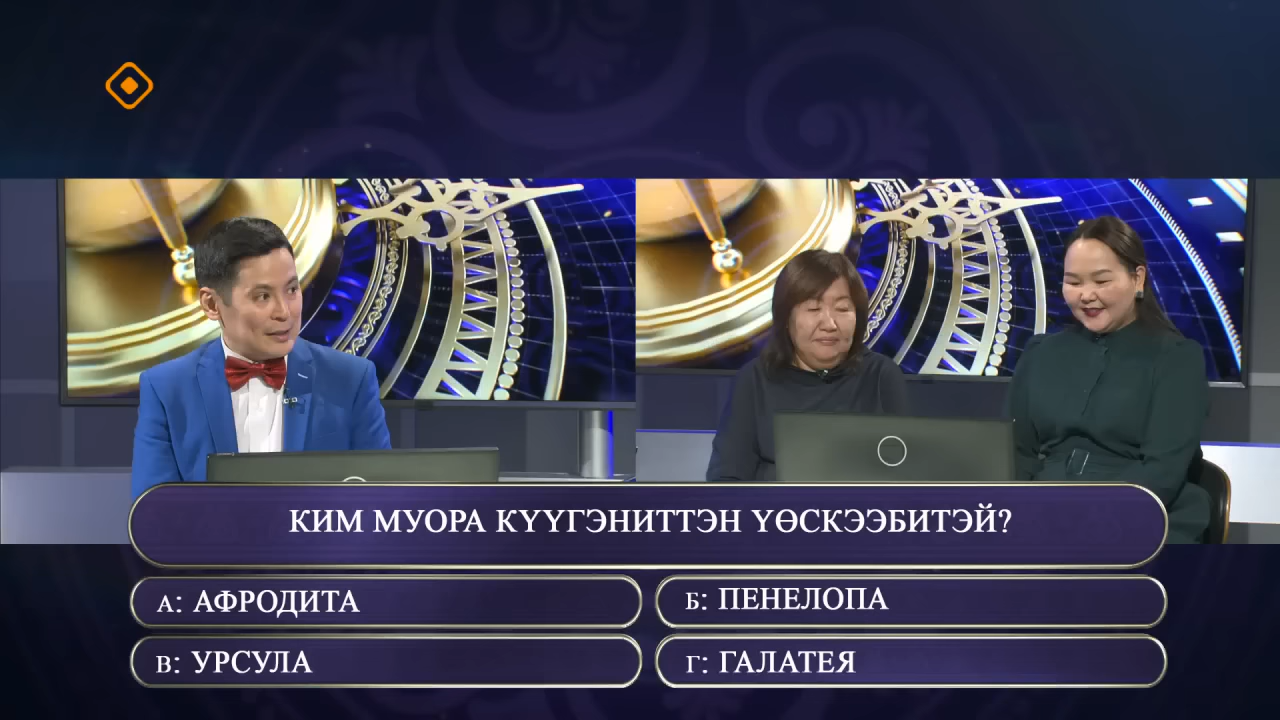 КИМ МУОРА КҮҮГЭНИТТЭН ҮӨСКЭЭБИТЭЙ?
А: АФРОДИТА
Б: ПЕНЕЛОПА
В: УРСУЛА
Г: ГАЛАТЕЯ